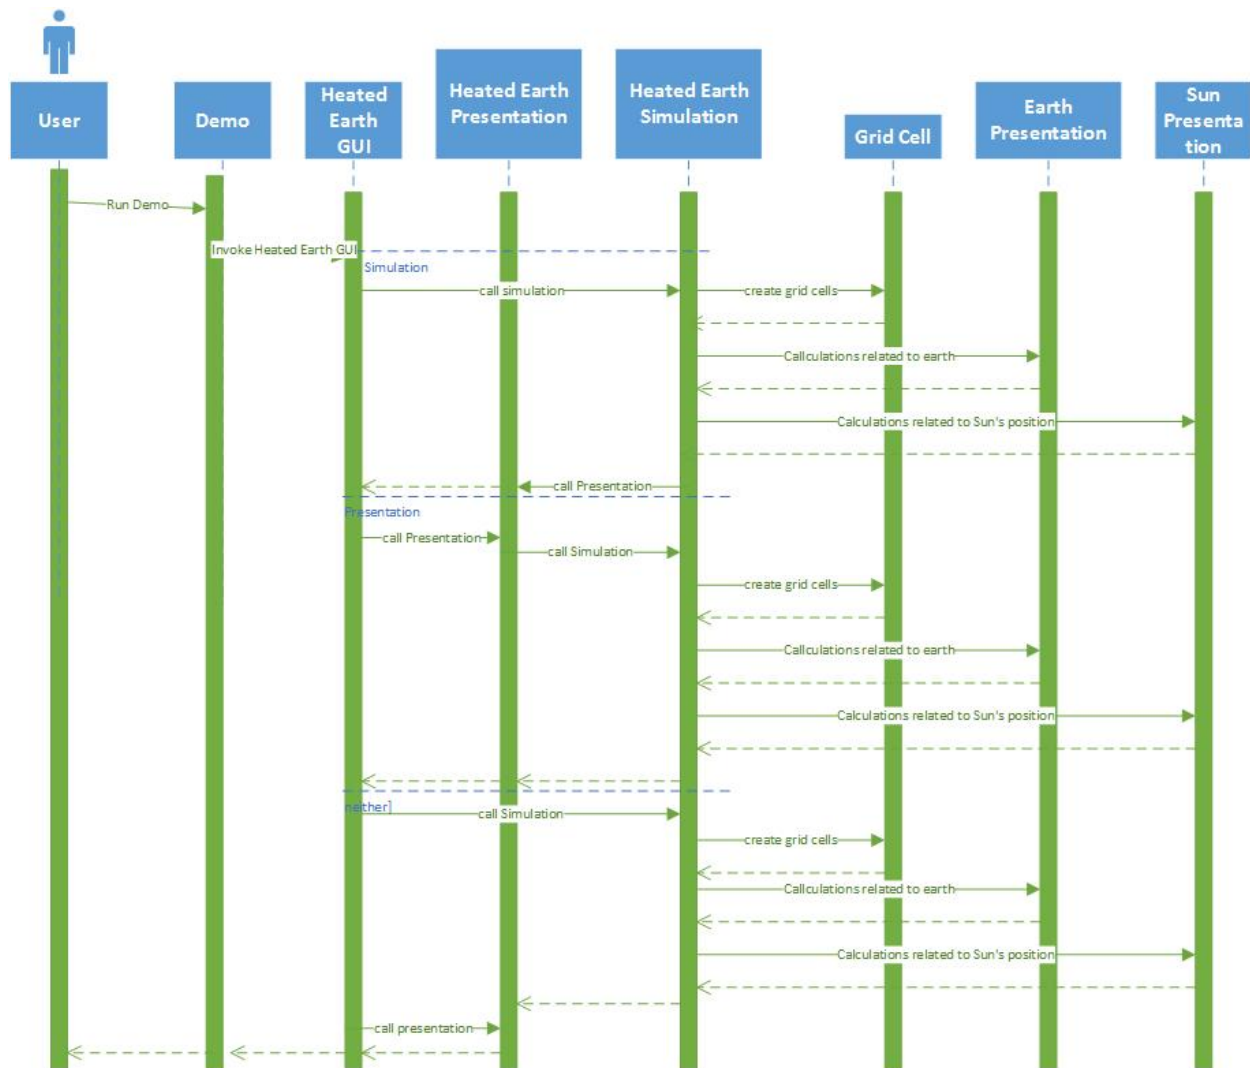 User
Demo
Heated
Earth
GUI
Heated Earth
Presentation
Heated Earth
Simulation
Grid Cell
Earth
Presentation
Sun
Presenta
tion
Run Demo
Invoke Heated Earth GUI
Simulation
call simulation
create grid cells
Callculations related to earth
Calculations related to Sun's position
call Presentation
Presentation
call Presentation
call Simulation
create grid cells
Callculations related to earth
Calculations related to Sun's position
neither]
call Simulation
create grid cells
Callculations related to earth
Calculations related to Sun's position
call presentation